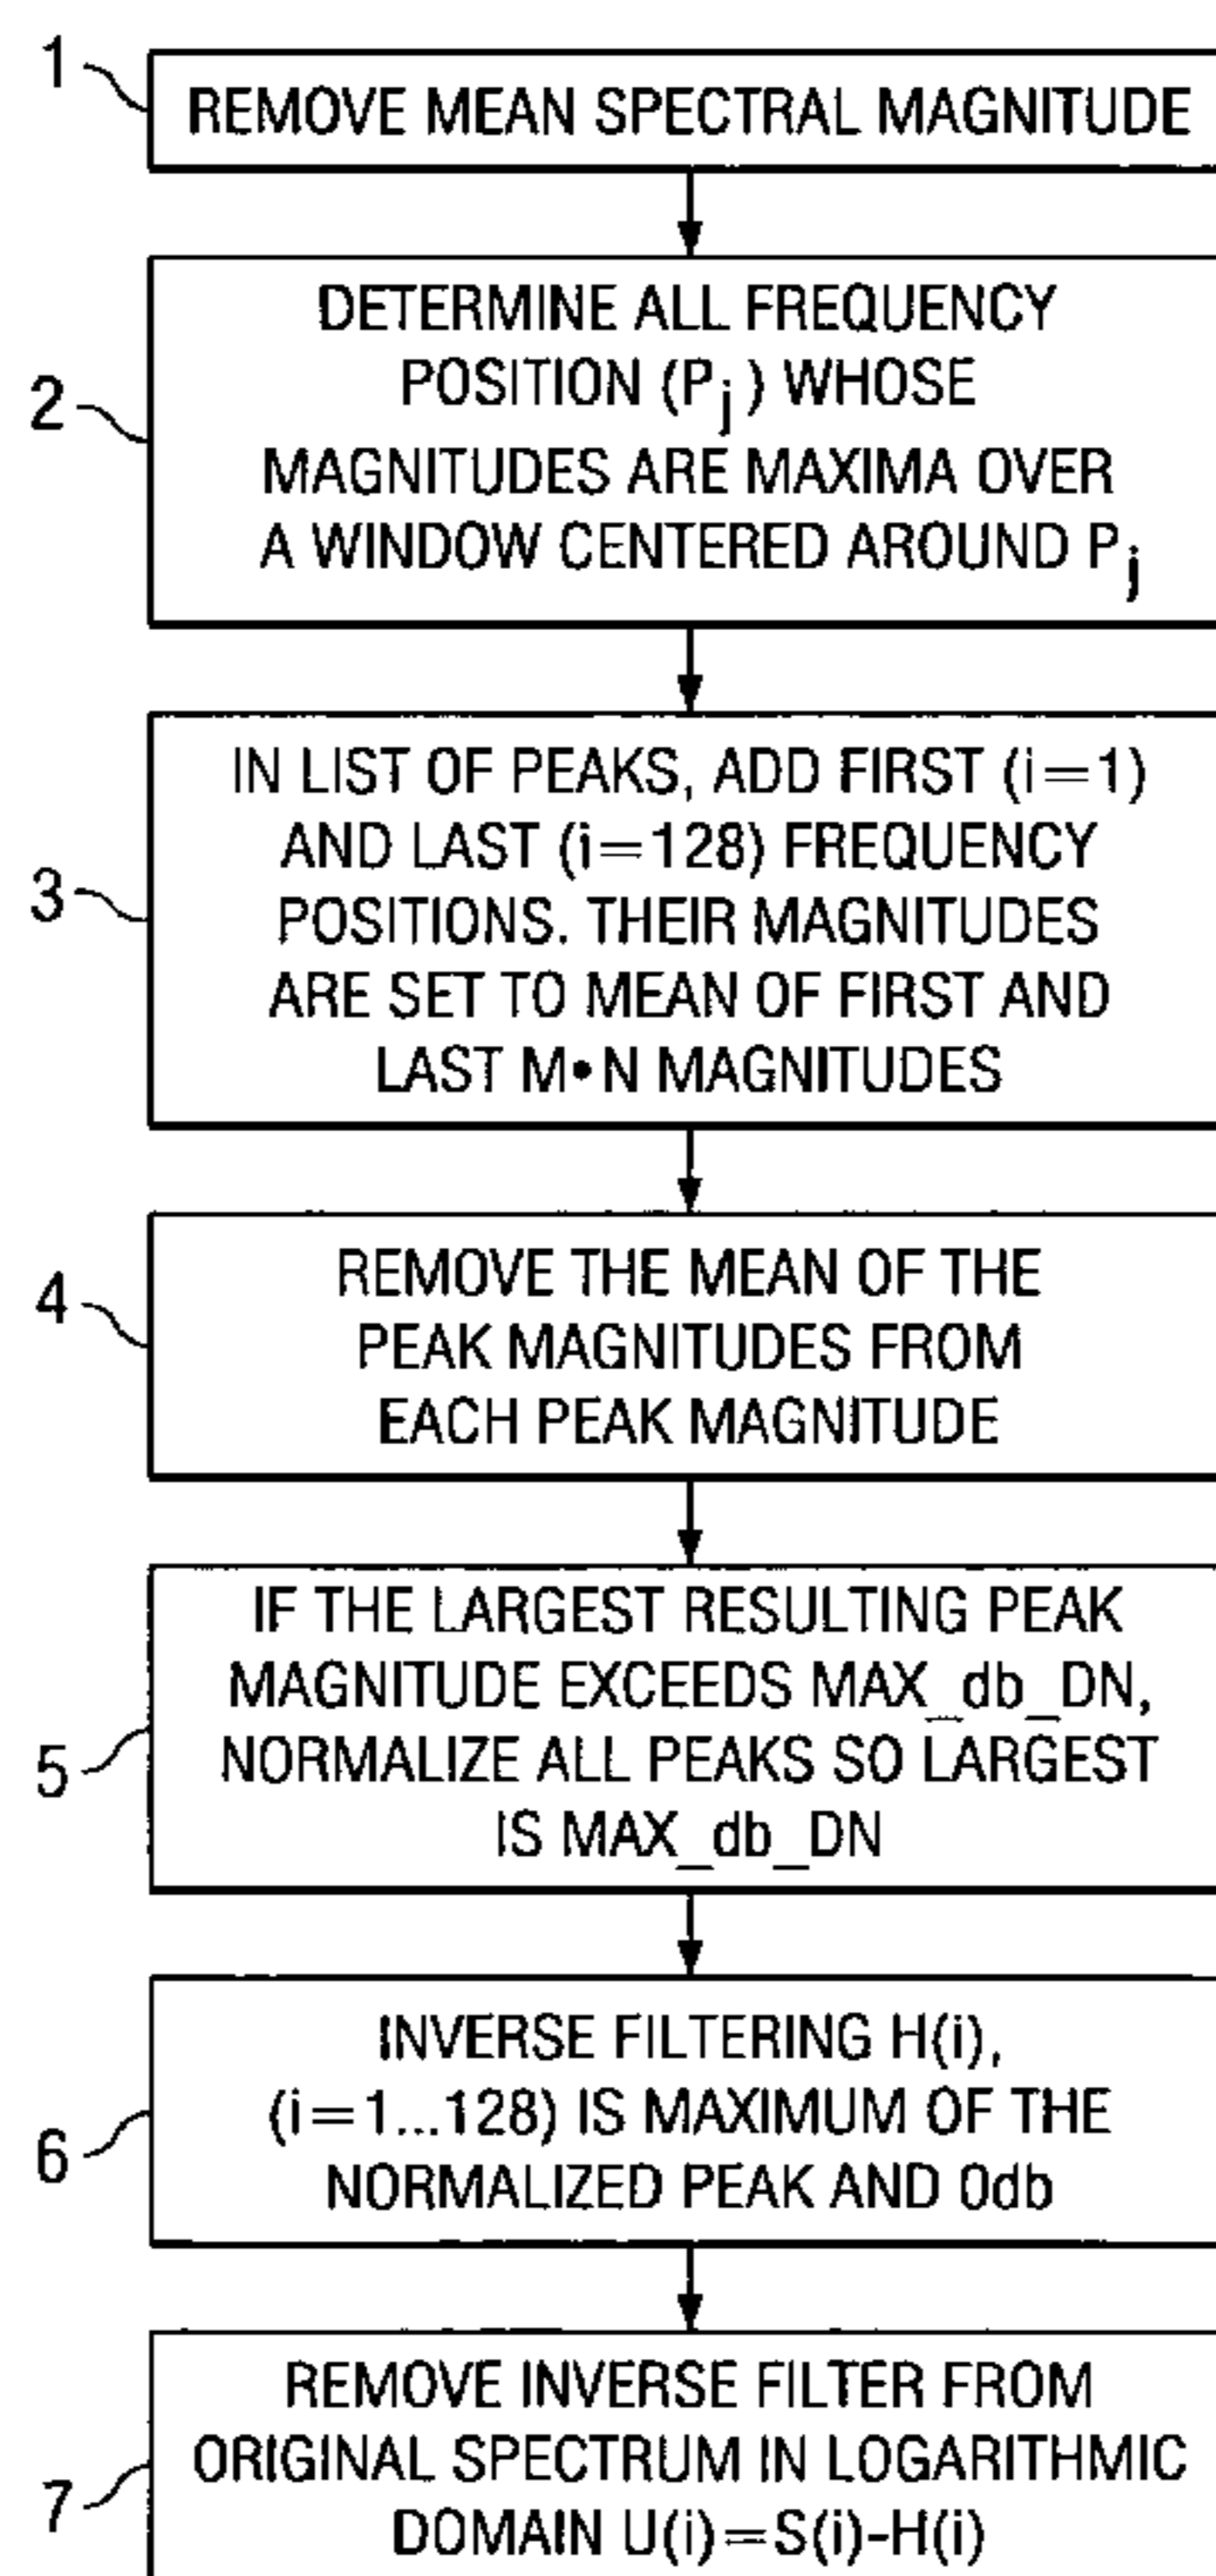 1
REMOVE MEAN SPECTRAL MAGNITUDE
2
DETERMINE ALL FREQUENCY
POSITION (Pj) WHOSE
MAGNITUDES ARE MAXIMA OVER
A WINDOW CENTERED AROUND Pj
3
IN LIST OF PEAKS, ADD FIRST (i=1)
AND LAST (i=128) FREQUENCY
POSITIONS. THEIR MAGNITUDES
ARE SET TO MEAN OF FIRST AND
LAST M•N MAGNITUDES
4
REMOVE THE MEAN OF THE
PEAK MAGNITUDES FROM
EACH PEAK MAGNITUDE
5
IF THE LARGEST RESULTING PEAK
MAGNITUDE EXCEEDS MAX_db_DN,
NORMALIZE ALL PEAKS SO LARGEST
IS MAX_db_DN
6
INVERSE FILTERING H(i),
(i=1...128) IS MAXIMUM OF THE
NORMALIZED PEAK AND 0db
7
REMOVE INVERSE FILTER FROM
ORIGINAL SPECTRUM IN LOGARITHMIC
DOMAIN U(i)=S(i)-H(i)